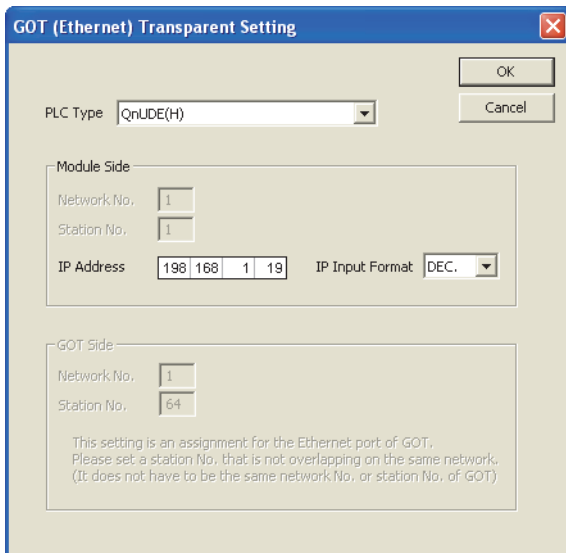 GOT (Ethernet) Transparent Setting
OK
PLC Type QnUDE(H)
Cancel
Module Side
Network No. 1
Station No. 1
IP Address 198 168 1 19 IP Input Format DEC.
GOT Side
Network No. 1
Station No. 64
This setting is an assignment for the Ethernet port of GOT.
Please set a station No. that is not overlapping on the same network.
(It does not have to be the same network No. or station No. of GOT)